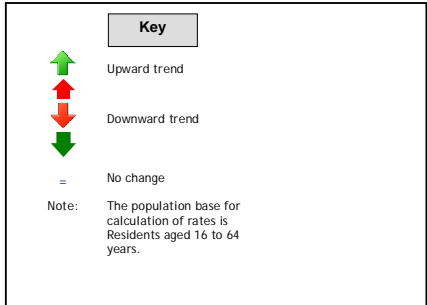 Key
Upward trend
Downward trend
= No change
Note: The population base for
calculation of rates is
Residents aged 16 to 64
years.